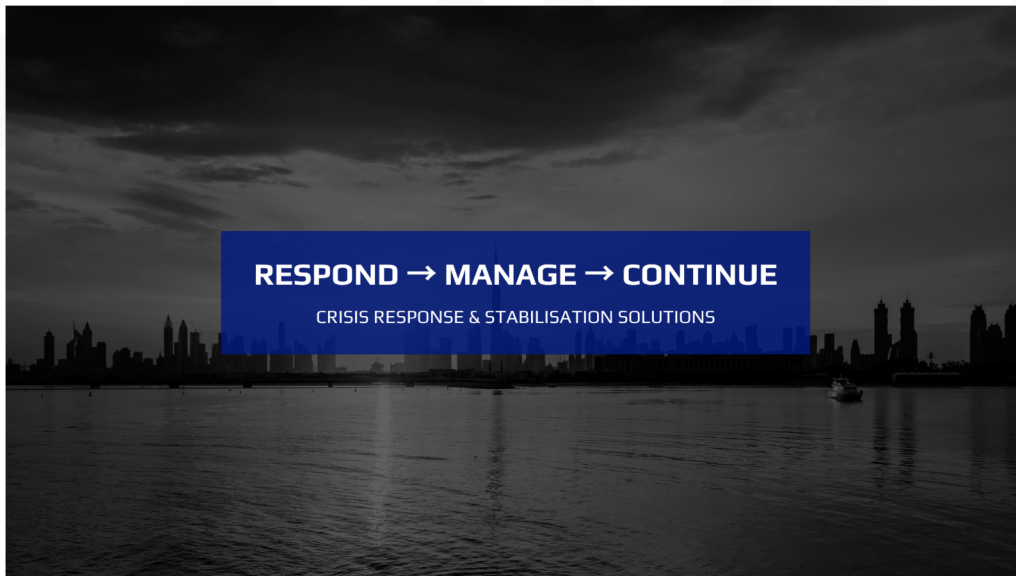 RESPOND → MANAGE → CONTINUE
CRISIS RESPONSE & STABILISATION SOLUTIONS